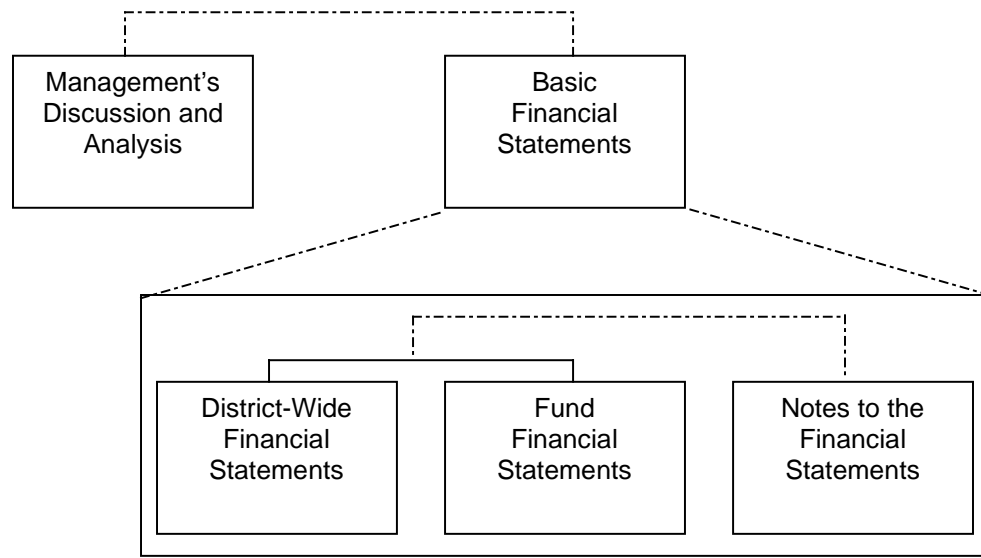 Management’s
Discussion and
Analysis
Basic
Financial
Statements
District-Wide
Financial
Statements
Fund
Financial
Statements
Notes to the
Financial
Statements